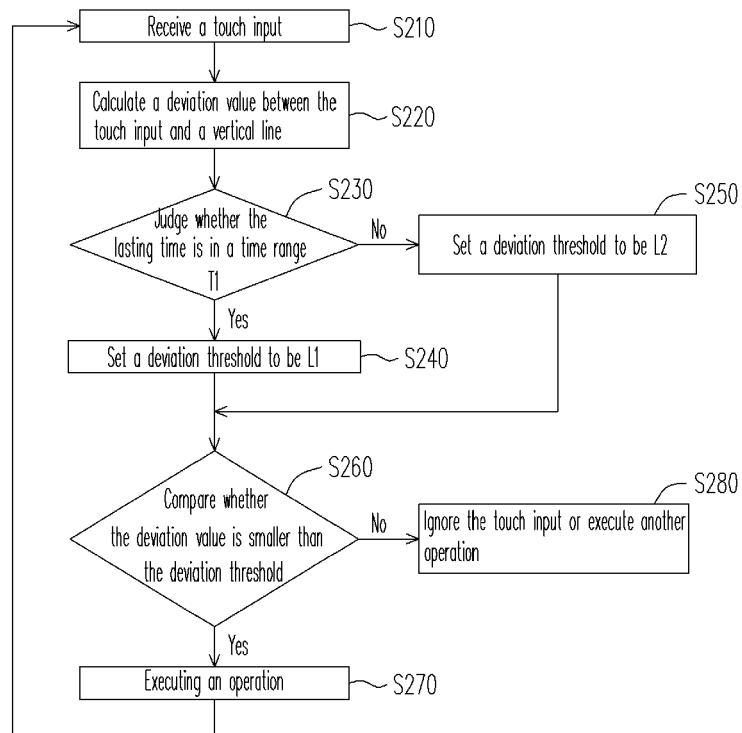 Receive a touch input
S210
Calculate a deviation value between the
touch input and a vertical line
S220
S230
Judge whether the
lasting time is in a time range
T1
No
S250
Set a deviation threshold to be L2
Yes
Set a deviation threshold to be L1
S240
S260
Compare whether
the deviation value is smaller than
the deviation threshold
No
S280
Ignore the touch input or execute another
operation
Yes
Executing an operation
S270